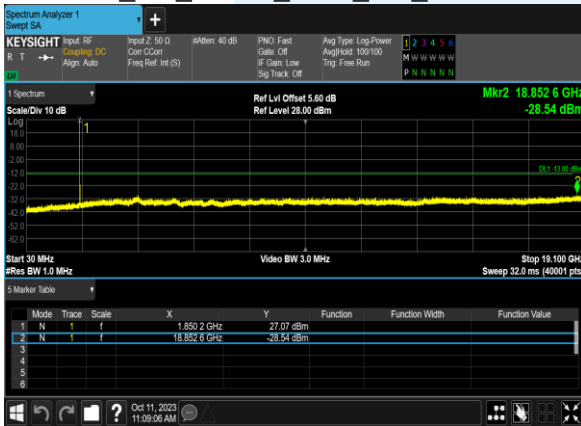 Spectrum Analyzer 1
Swept SA
KEYSIGHT Input: RF Input Z: 50 Ω #Atten: 40 dB PNO: Fast Avg Type: Log-Power 1 2 3 4 5 6
R T Coupling: DC Corr CCorr Gate: Off Avg|Hold: 100/100 M W W W W W
Align: Auto Freq Ref: Int (S) IF Gain: Low Trig: Free Run
LXI Sig Track: Off P N N N N N
1 Spectrum Ref Lvl Offset 5.60 dB Mkr2 18.852 6 GHz
Scale/Div 10 dB Ref Level 28.00 dBm -28.54 dBm
Log
1
18.0
8.00
-2.00
DL1 -13.00 dBm
-12.0
-22.0
-32.0
-42.0
-52.0
-62.0
Start 30 MHz Video BW 3.0 MHz Stop 19.100 GHz
#Res BW 1.0 MHz Sweep 32.0 ms (40001 pts
5 Marker Table
Mode Trace Scale X Y Function Function Width Function Value
1 N 1 f 1.850 2 GHz 27.07 dBm
2 N 1 f 18.852 6 GHz -28.54 dBm
3
4
5
6
? Oct 11, 2023
11:09:06 AM